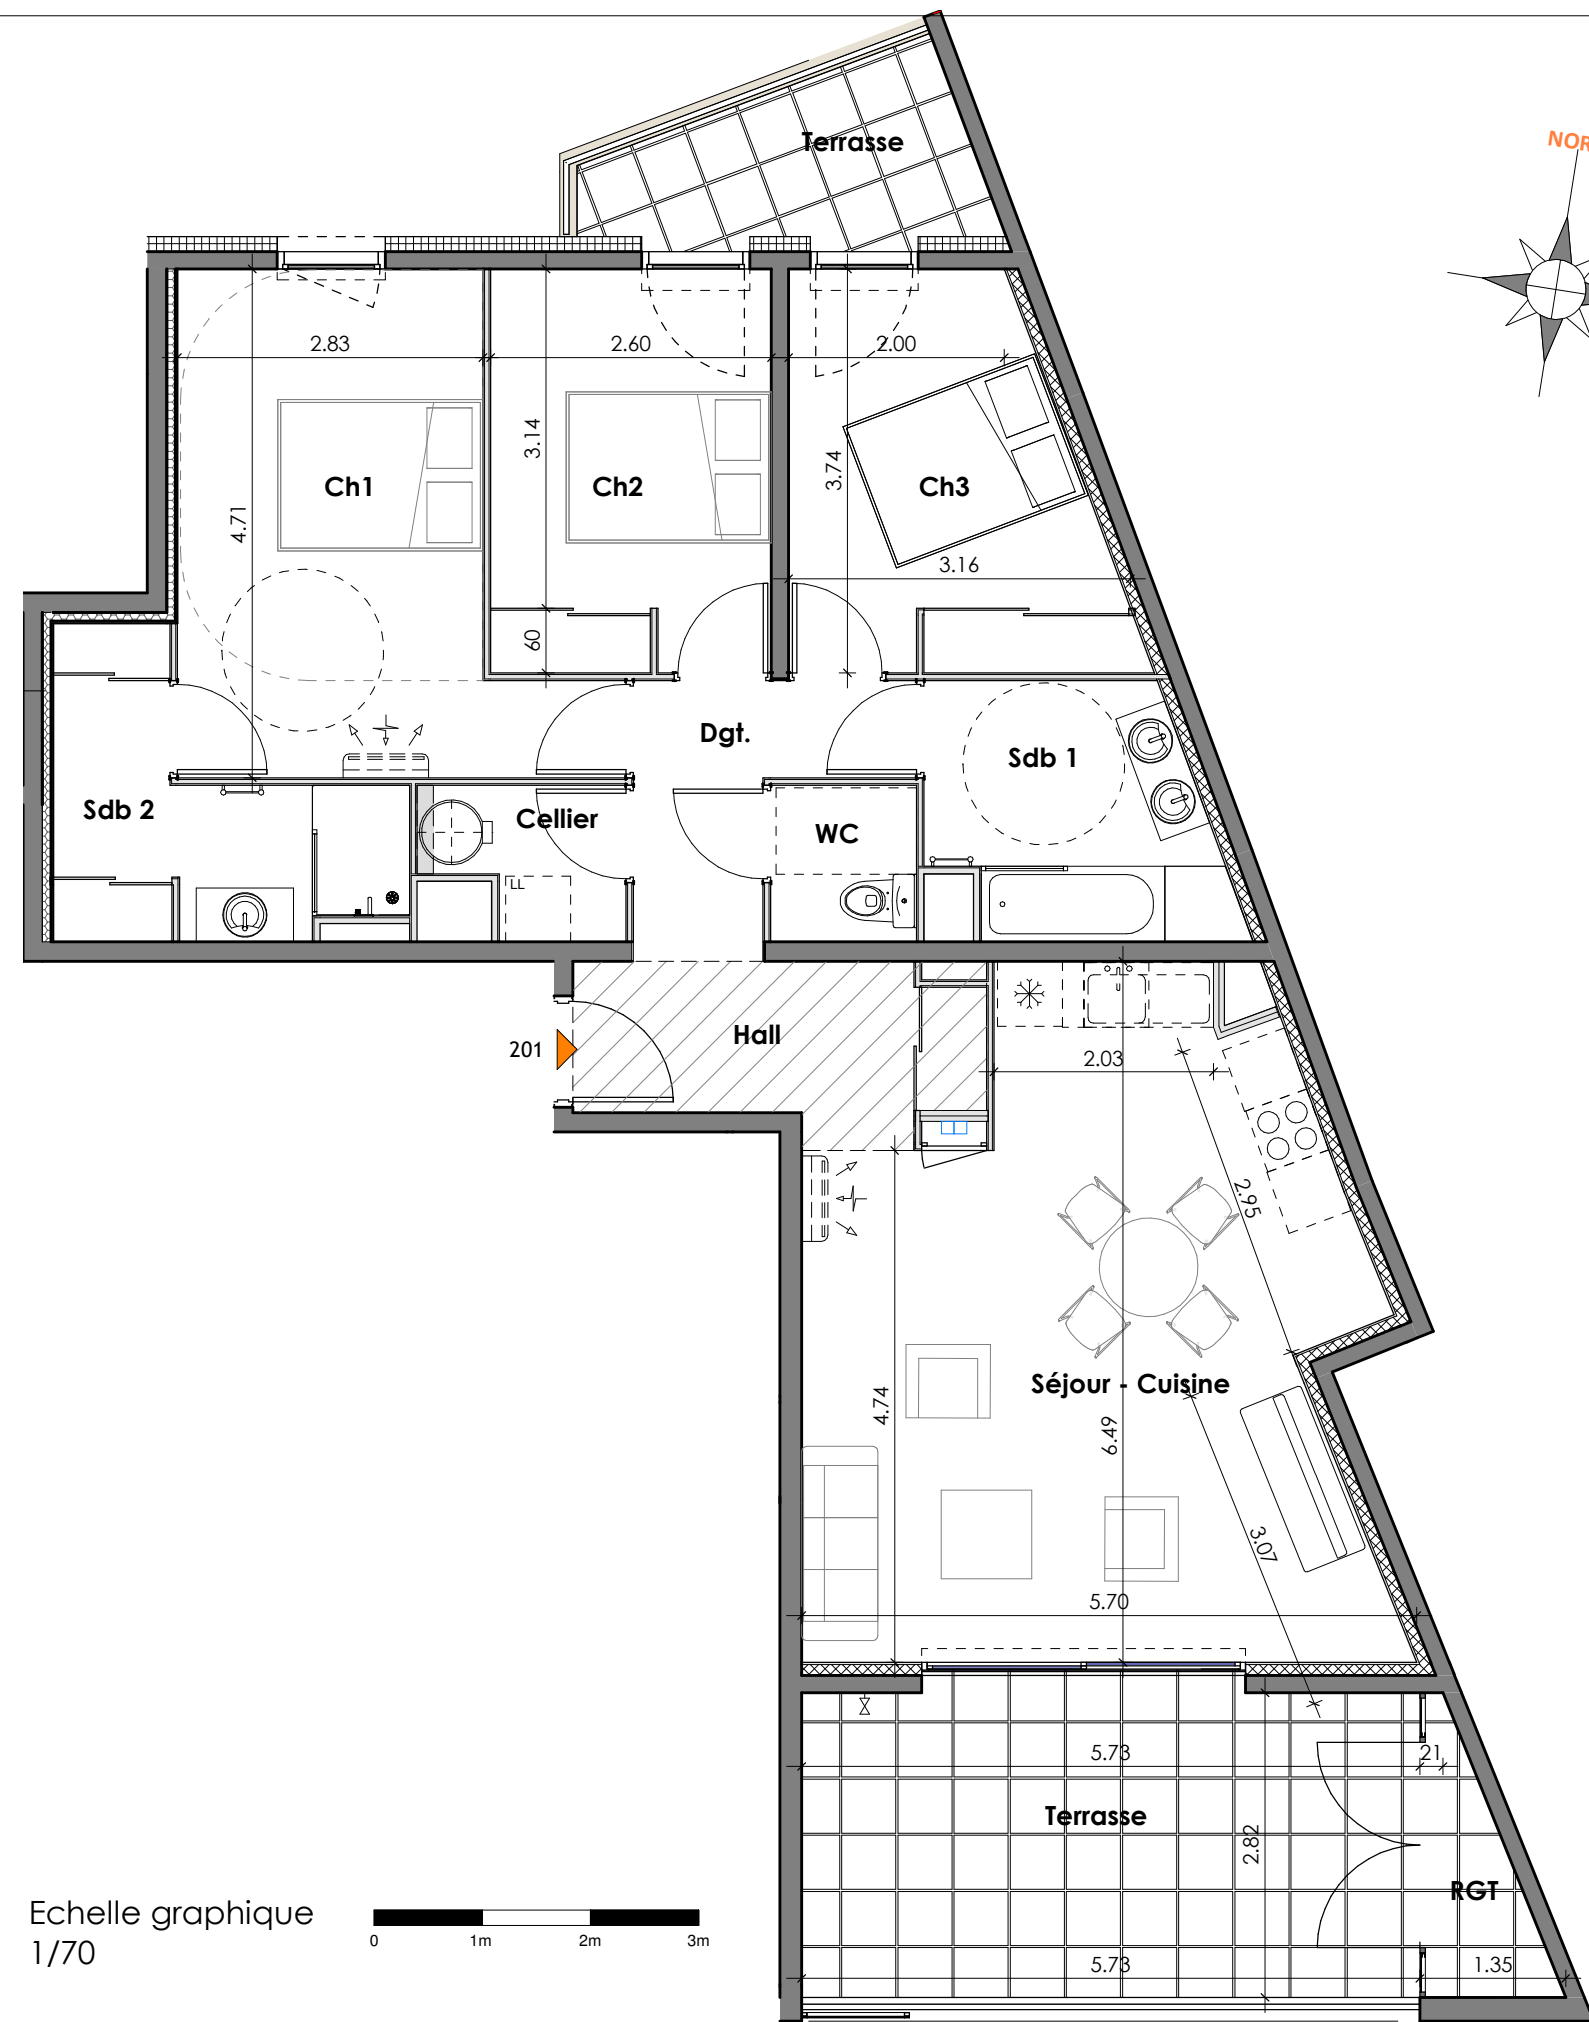 Terrasse
NOR
2.83
2.60
2.00
3.14
4.71
3.74
Ch1
Ch2
Ch3
3.16
60
Dgt.
Sdb 1
Sdb 2
Cellier
WC
LL
Hall
201
2.03
2.95
4.74
6.49
Séjour - Cuisine
3.07
5.70
5.73
21
Terrasse
2.82
RGT
5.73
1.35
Echelle graphique
1/70
0 1m 2m 3m